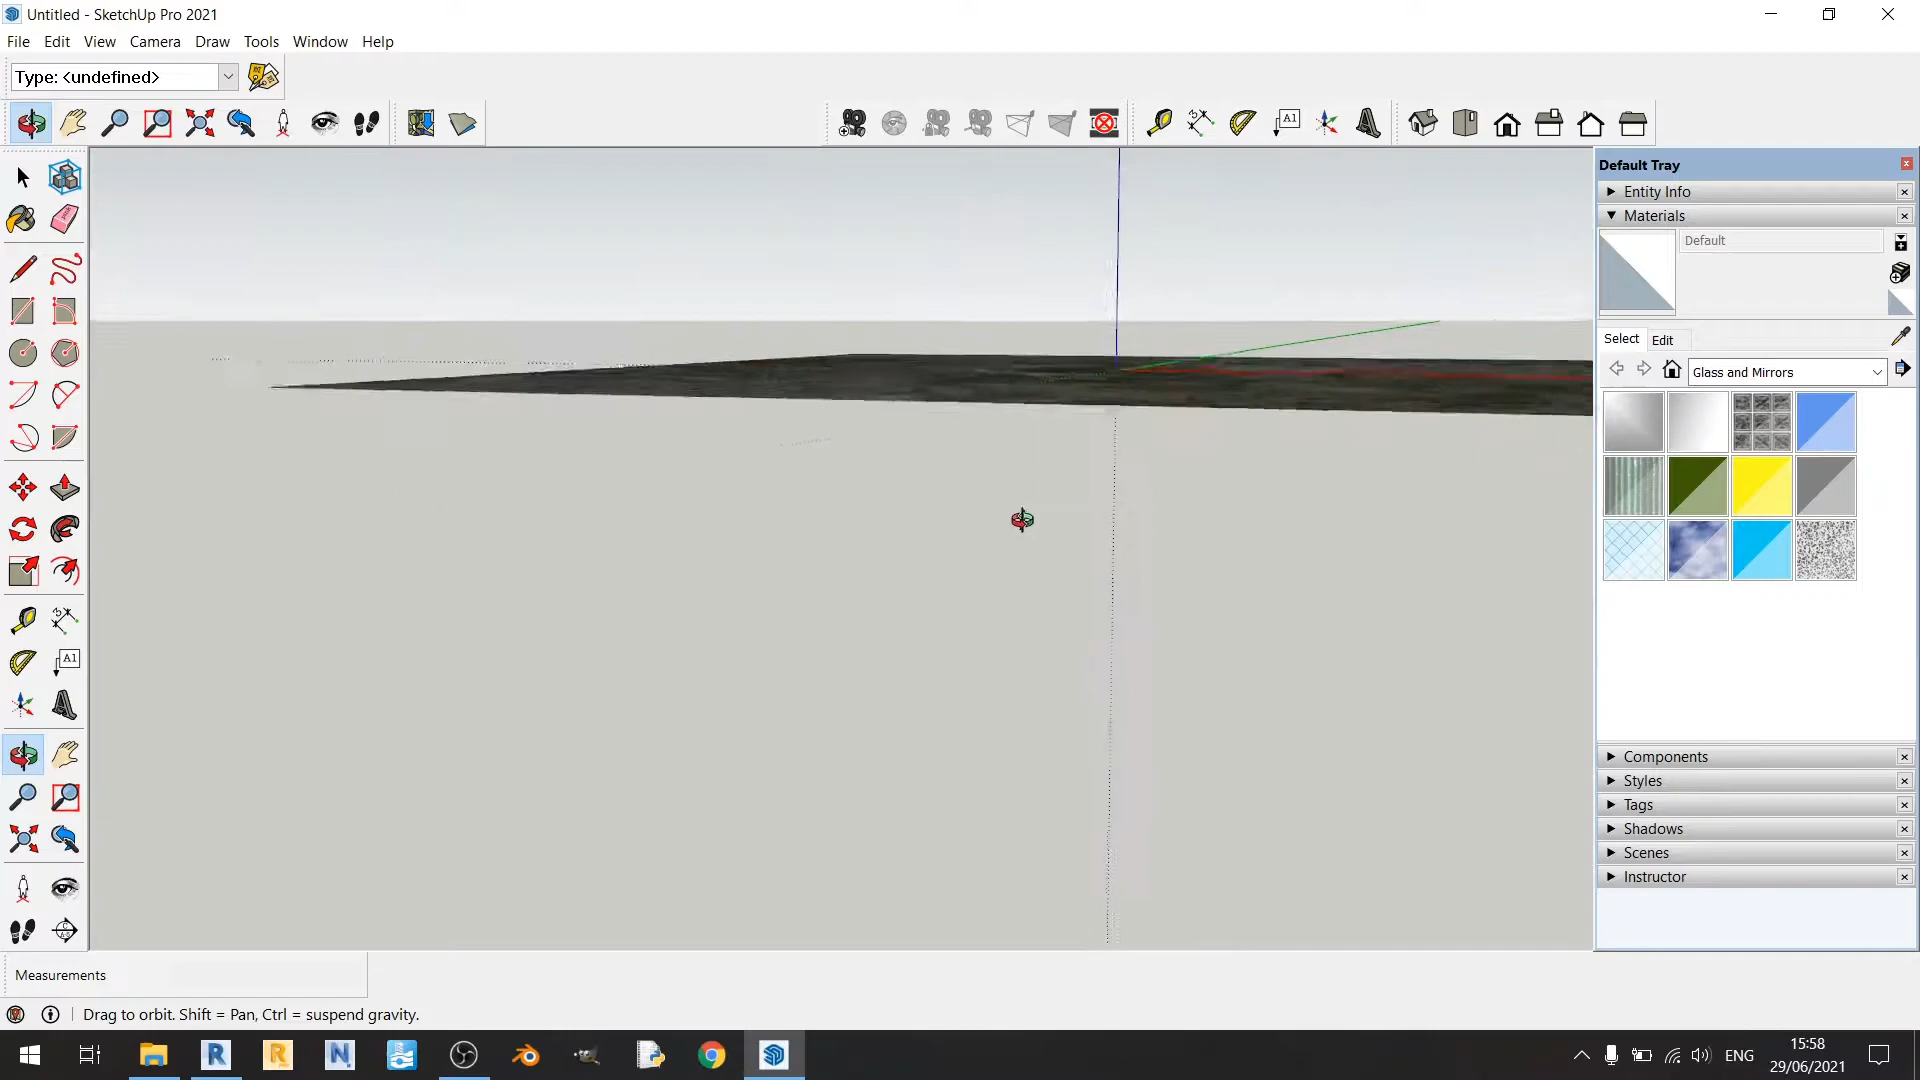 Untitled - SketchUp Pro 2021
File Edit View Camera Draw Tools Window Help
Type: <undefined>
A1
Default Tray
Entity Info
Materials
Default
Select Edit
Glass and Mirrors
A1
Components
Styles
Tags
Shadows
Scenes
Instructor
Measurements
Drag to orbit. Shift = Pan, Ctrl = suspend gravity.
ENG
15:58
29/06/2021